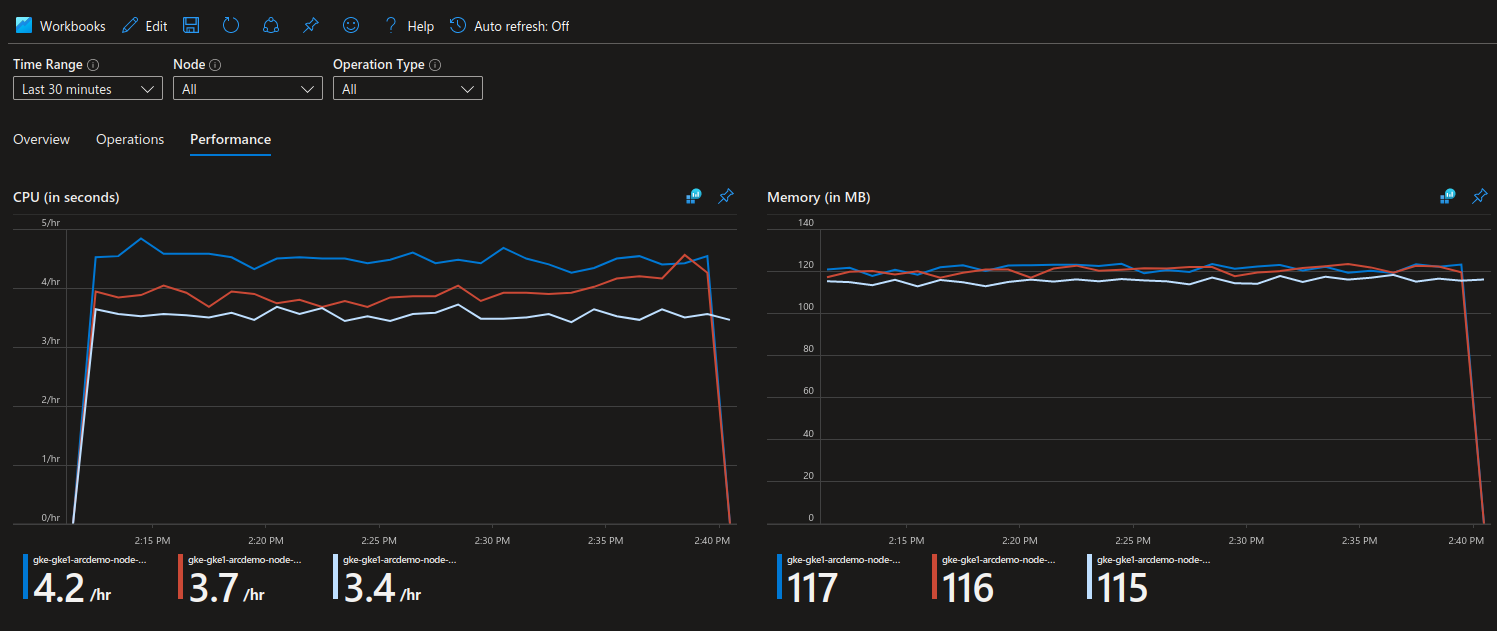 Workbooks Edit Help Auto refresh: Off
Time Range Node Operation Type
Last 30 minutes All All
Overview Operations Performance
CPU (in seconds)
5/hr
4/hr
3/hr
2/hr
1/hr
0/hr
2:15 PM 2:20 PM 2:25 PM 2:30 PM 2:35 PM 2:40 PM
gke-gke1-arcdemo-node-... gke-gke1-arcdemo-node-... gke-gke1-arcdemo-node-...
4.2 /hr 3.7 /hr 3.4 /hr
Memory (in MB)
140
120
100
80
60
40
20
0
2:15 PM 2:20 PM 2:25 PM 2:30 PM 2:35 PM 2:40 PM
gke-gke1-arcdemo-node-... gke-gke1-arcdemo-node-... gke-gke1-arcdemo-node-...
117 116 115